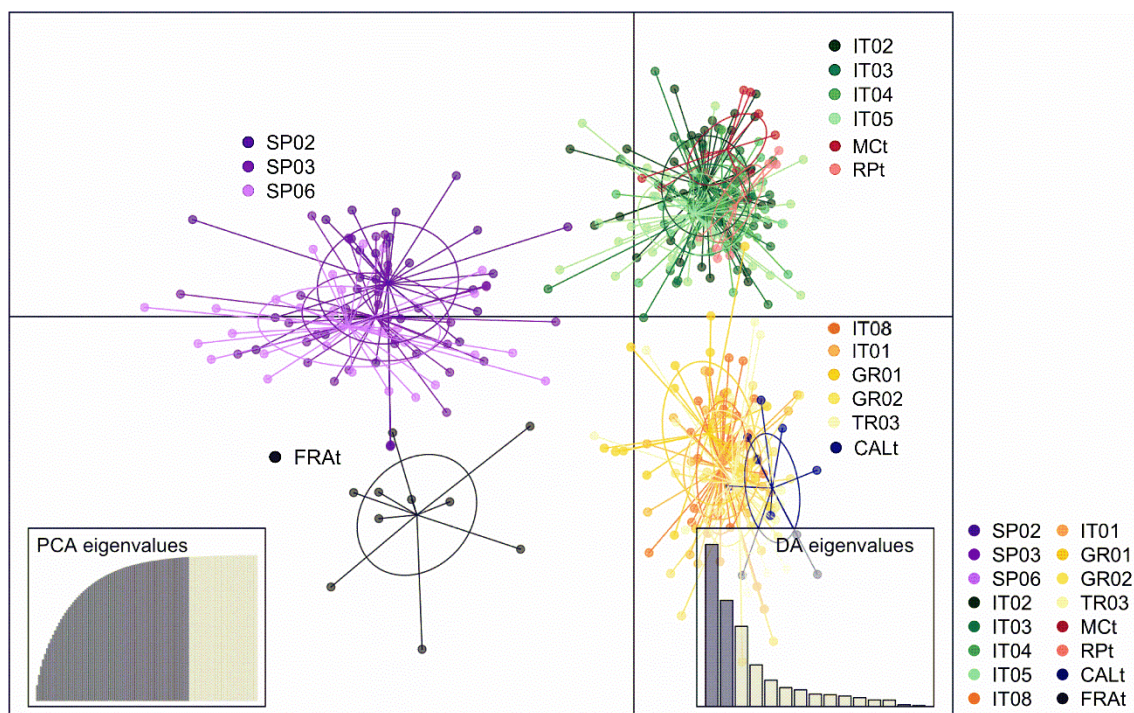 IT02
IT03
IT04
IT05
MCt
RPt
SP02
SP03
SP06
IT08
IT01
GR01
GR02
TR03
CALt
FRAt
PCA eigenvalues
DA eigenvalues
SP02 IT01
SP03 GR01
SP06 GR02
IT02 TR03
IT03 MCt
IT04 RPt
IT05 CALt
IT08 FRAt